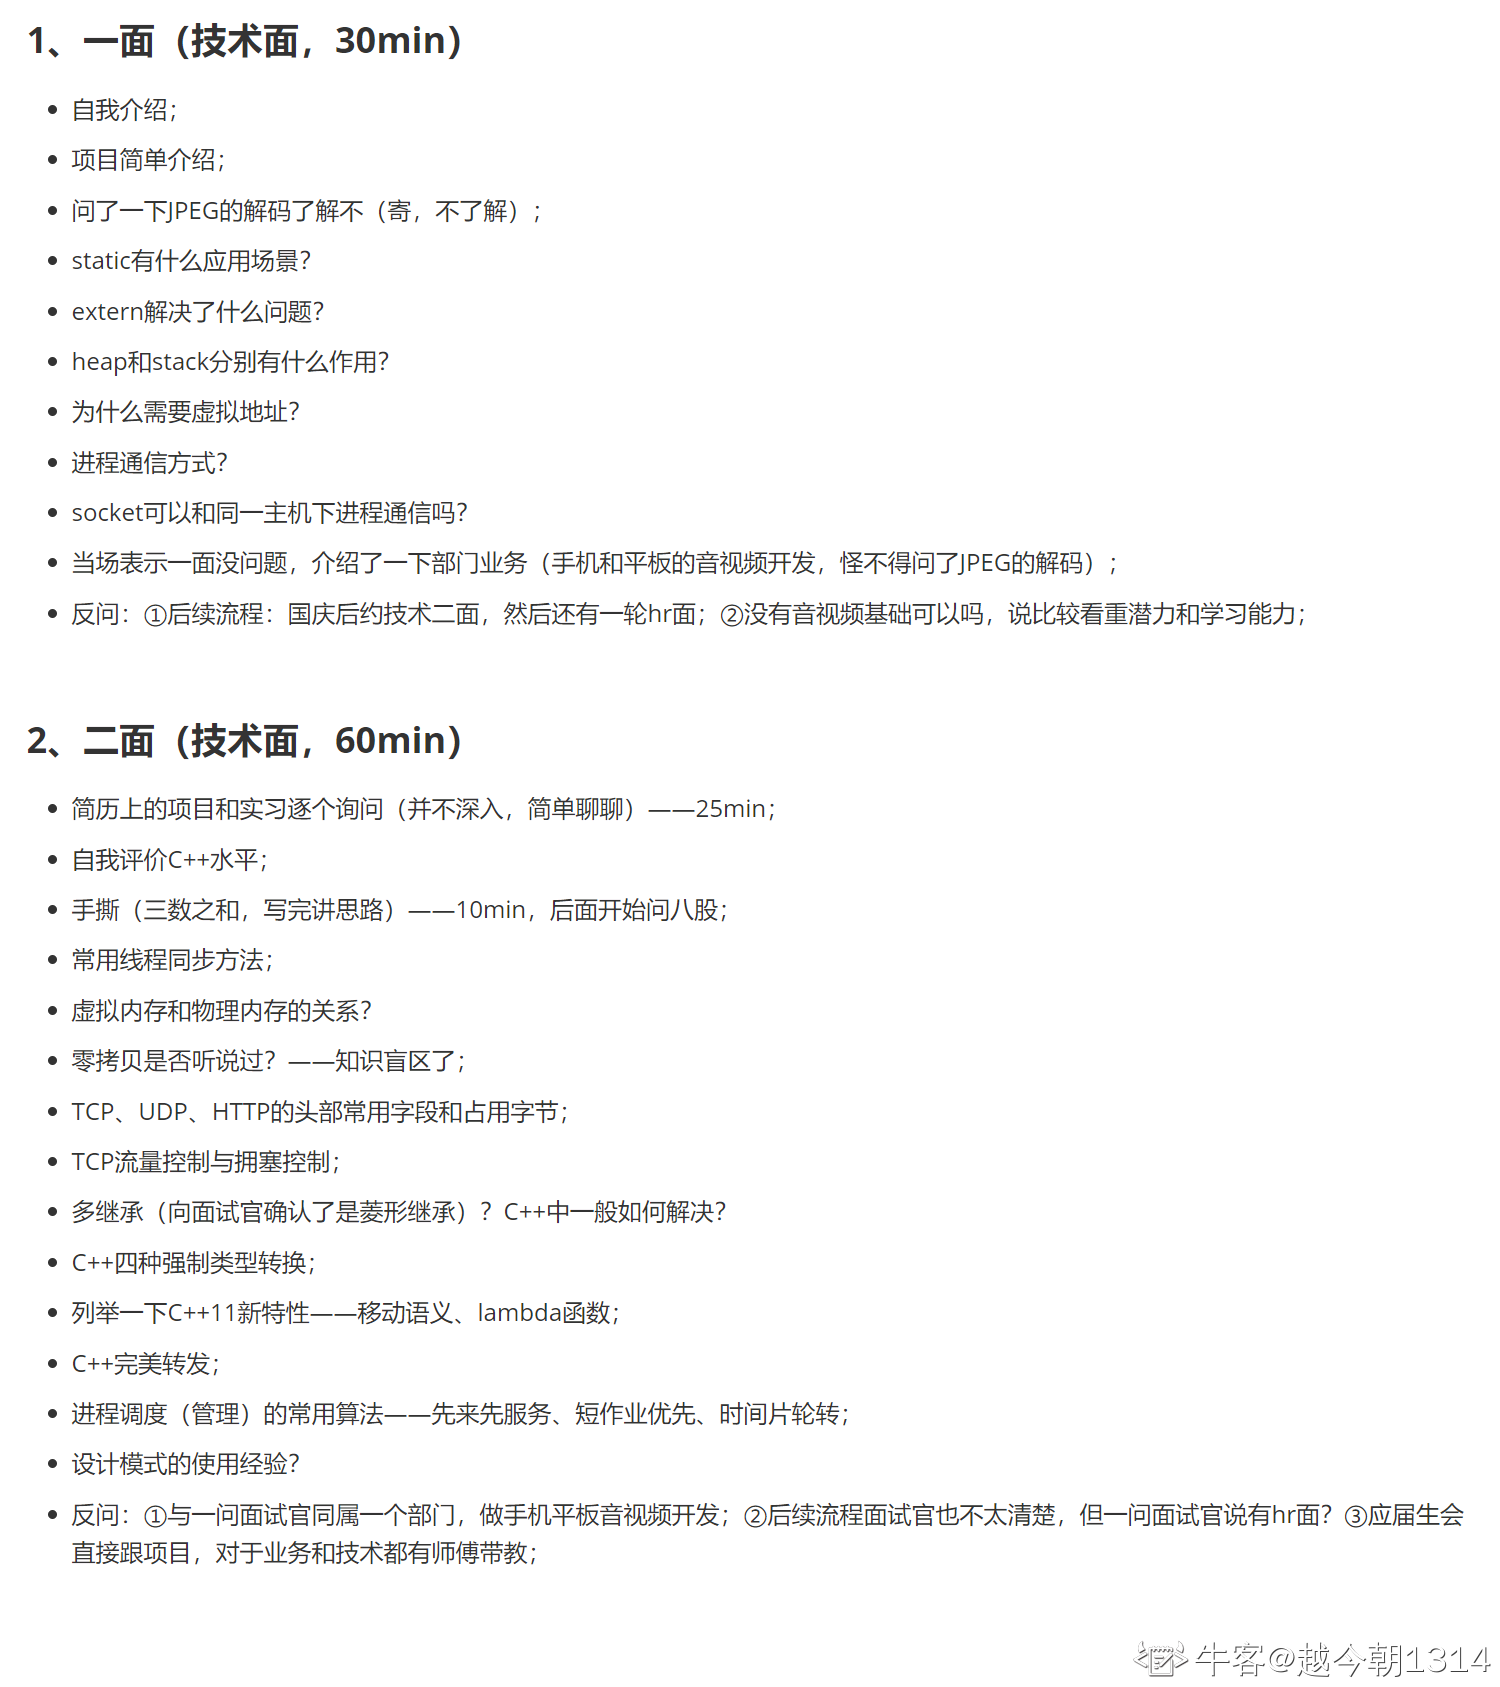 1、一面（技术面，30min）
自我介绍；
项目简单介绍；
问了一下JPEG的解码了解不（寄，不了解）；
static有什么应用场景？
extern解决了什么问题？
heap和stack分别有什么作用？
为什么需要虚拟地址？
进程通信方式？
socket可以和同一主机下进程通信吗？
当场表示一面没问题，介绍了一下部门业务（手机和平板的音视频开发，怪不得问了JPEG的解码）；
反问：①后续流程：国庆后约技术二面，然后还有一轮hr面；②没有音视频基础可以吗，说比较看重潜力和学习能力；
2、二面（技术面，60min）
简历上的项目和实习逐个询问（并不深入，简单聊聊）——25min；
自我评价C++水平；
手撕（三数之和，写完讲思路）——10min，后面开始问八股；
常用线程同步方法；
虚拟内存和物理内存的关系？
零拷贝是否听说过？——知识盲区了；
TCP、UDP、HTTP的头部常用字段和占用字节；
TCP流量控制与拥塞控制；
多继承（向面试官确认了是菱形继承）？C++中一般如何解决？
C++四种强制类型转换；
列举一下C++11新特性——移动语义、lambda函数；
C++完美转发；
进程调度（管理）的常用算法——先来先服务、短作业优先、时间片轮转；
设计模式的使用经验？
反问：①与一问面试官同属一个部门，做手机平板音视频开发；②后续流程面试官也不太清楚，但一问面试官说有hr面？③应届生会
直接跟项目，对于业务和技术都有师傅带教；
牛客@越今朝1314